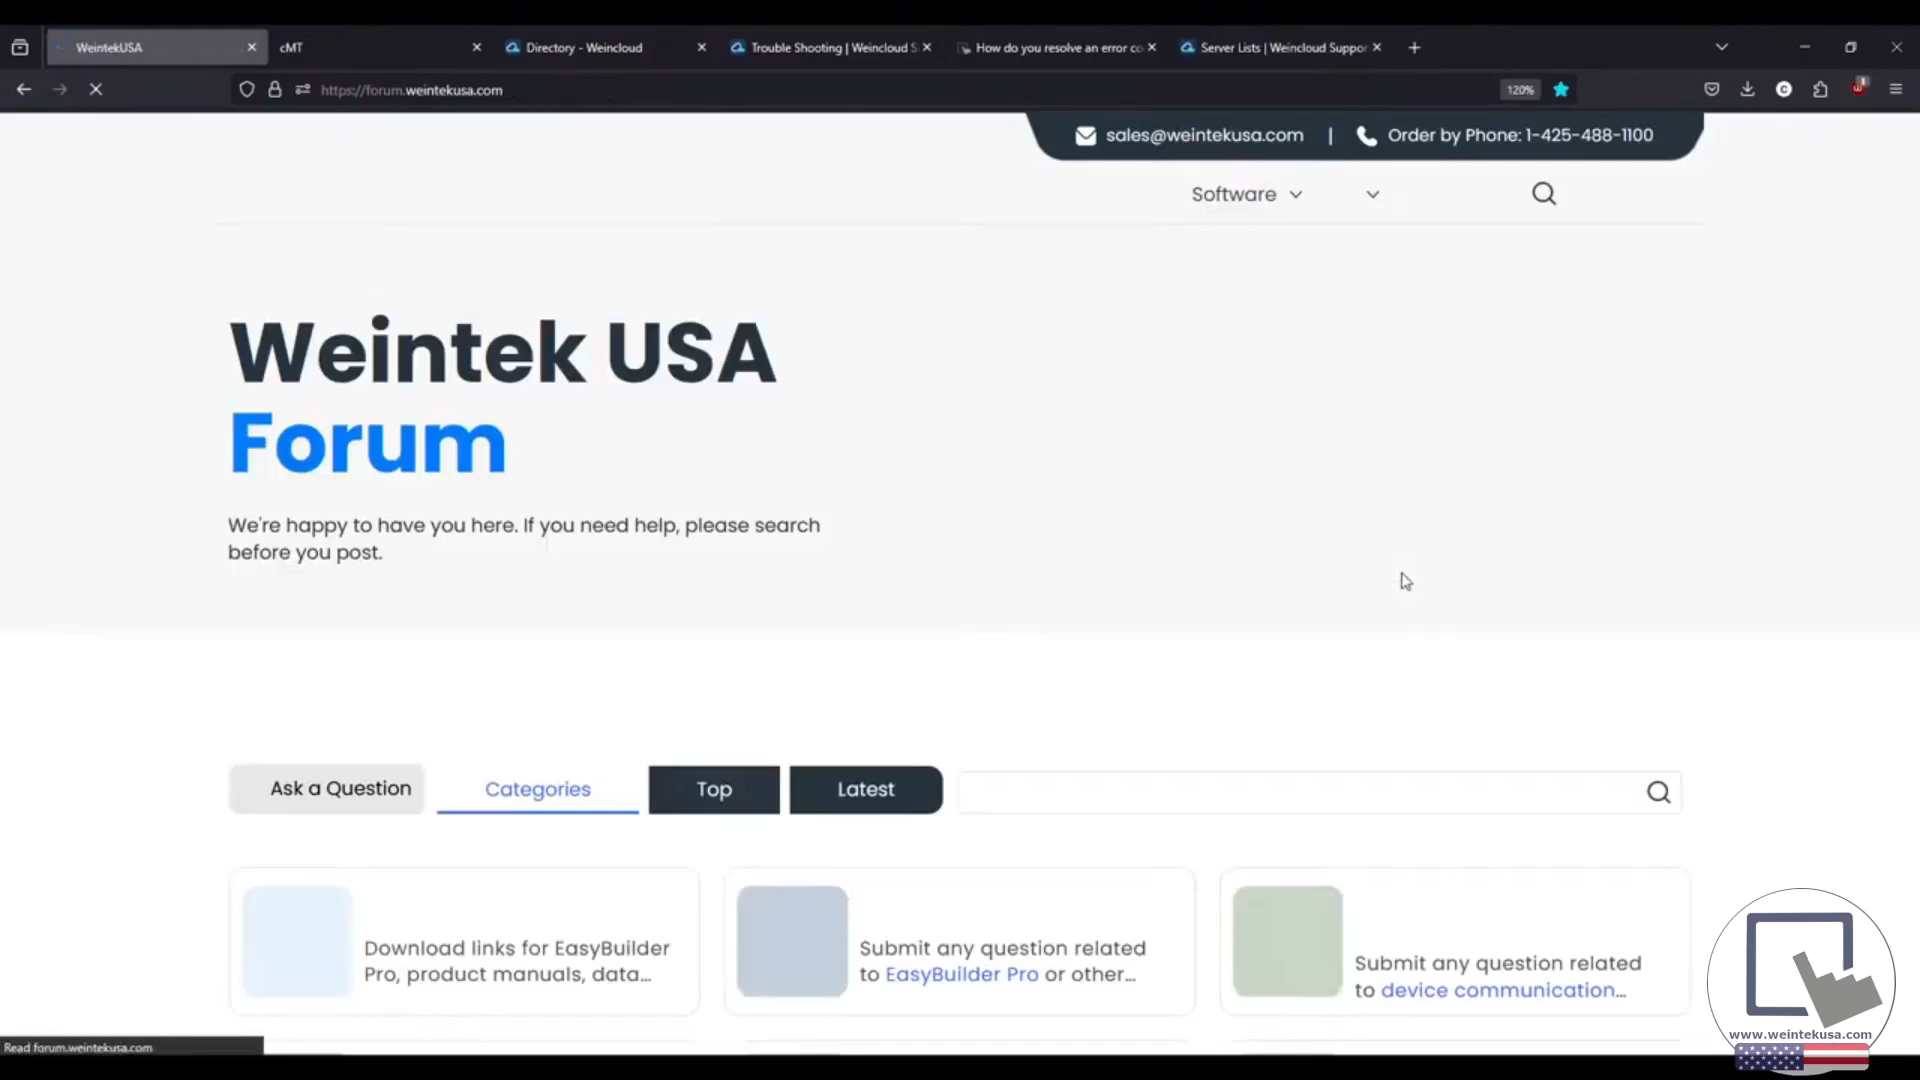 WeintekUSA
cMT
Directory - Weincloud
Trouble Shooting | Weincloud S
How do you resolve an error co
Server Lists | Weincloud Suppor
https://forum.weintekusa.com
120%
sales@weintekusa.com | Order by Phone: 1-425-488-1100
Software
Weintek USA
Forum
We're happy to have you here. If you need help, please search
before you post.
Ask a Question
Categories
Top
Latest
Download links for EasyBuilder
Pro, product manuals, data...
Submit any question related
to EasyBuilder Pro or other...
Submit any question related
to device communication...
www.weintekusa.com
Read forum.weintekusa.com